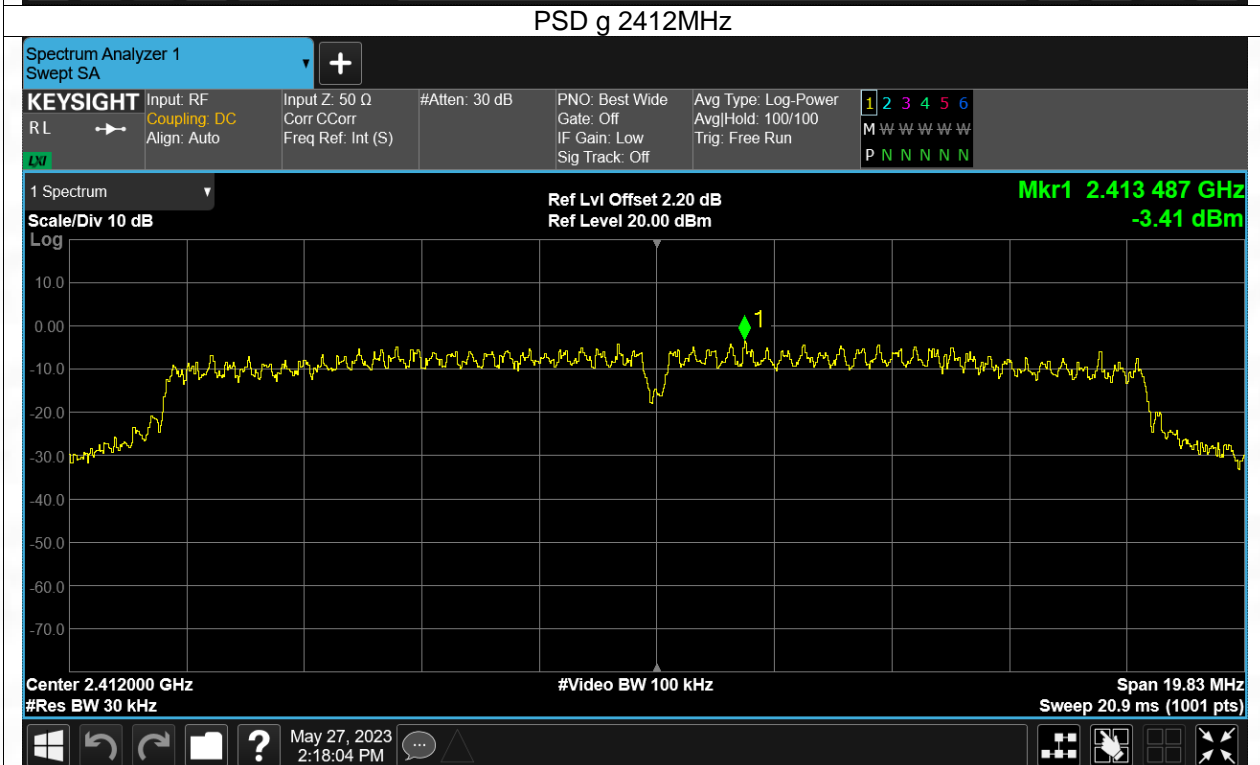 PSD g 2412MHz
Spectrum Analyzer 1
Swept SA
KEYSIGHT
R L
LXI
Input: RF
Coupling: DC
Align: Auto
Input Z: 50 Ω
Corr CCorr
Freq Ref: Int (S)
#Atten: 30 dB
PNO: Best Wide
Gate: Off
IF Gain: Low
Sig Track: Off
Avg Type: Log-Power
Avg|Hold: 100/100
Trig: Free Run
1 2 3 4 5 6
M W W W W W
P N N N N N
1 Spectrum
Scale/Div 10 dB
Log
Ref Lvl Offset 2.20 dB
Ref Level 20.00 dBm
Mkr1 2.413 487 GHz
-3.41 dBm
10.0
0.00
-10.0
-20.0
-30.0
-40.0
-50.0
-60.0
-70.0
1
Center 2.412000 GHz
#Res BW 30 kHz
#Video BW 100 kHz
Span 19.83 MHz
Sweep 20.9 ms (1001 pts)
?
May 27, 2023
2:18:04 PM